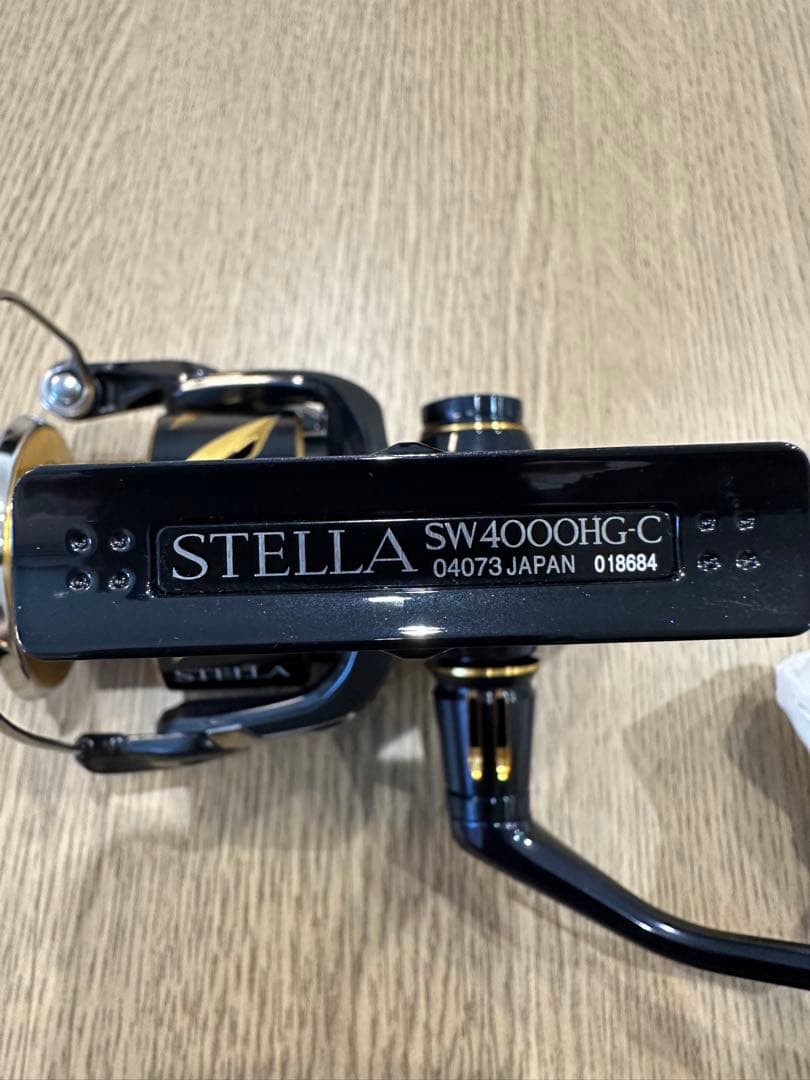 STELLA SW4000HG-C
04073 JAPAN 018684
STELLA